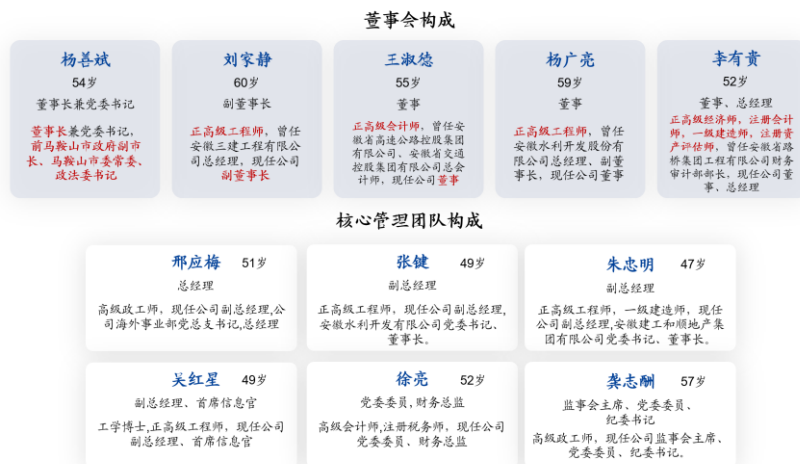 董事会构成
杨善斌
54岁
董事长兼党委书记
董事长兼党委书记,
前马鞍山市政府副市
长、马鞍山市委常委、
政法委书记
刘家静
60岁
副董事长
正高级工程师，曾任
安徽三建工程有限公
司总经理，现任公司
副董事长
王淑德
55岁
董事
正高级会计师，曾任安
徽省高速公路控股集团
有限公司、安徽省交通
控股集团有限公司总会
计师，现任公司董事
杨广亮
59岁
董事
正高级工程师，曾任
安徽水利开发股份有
限公司总经理、副董
事长，现任公司董事
李有贵
52岁
董事、总经理
正高级经济师，注册会计
师，一级建造师，注册资
产评估师，曾任安徽省路
桥集团工程有限公司财务
审计部部长，现任公司董
事、总经理
核心管理团队构成
邢应梅 51岁
总经理
高级政工师，现任公司副总经理,公
司海外事业部党总支书记,总经理
张键 49岁
副总经理
正高级工程师，现任公司副总经理,
安徽水利开发有限公司党委书记、
董事长。
朱忠明 47岁
副总经理
正高级工程师，一级建造师，现任
公司副总经理,安徽建工和顺地产集
团有限公司党委书记、董事长。
吴红星 49岁
副总经理、首席信息官
工学博士,正高级工程师，现任公司
副总经理、首席信息官
徐亮 52岁
党委委员, 财务总监
高级会计师,注册税务师，现任公司
党委委员、财务总监
龚志酬 57岁
监事会主席、党委委员、
纪委书记
高级政工师，现任公司监事会主席、
党委委员、纪委书记。